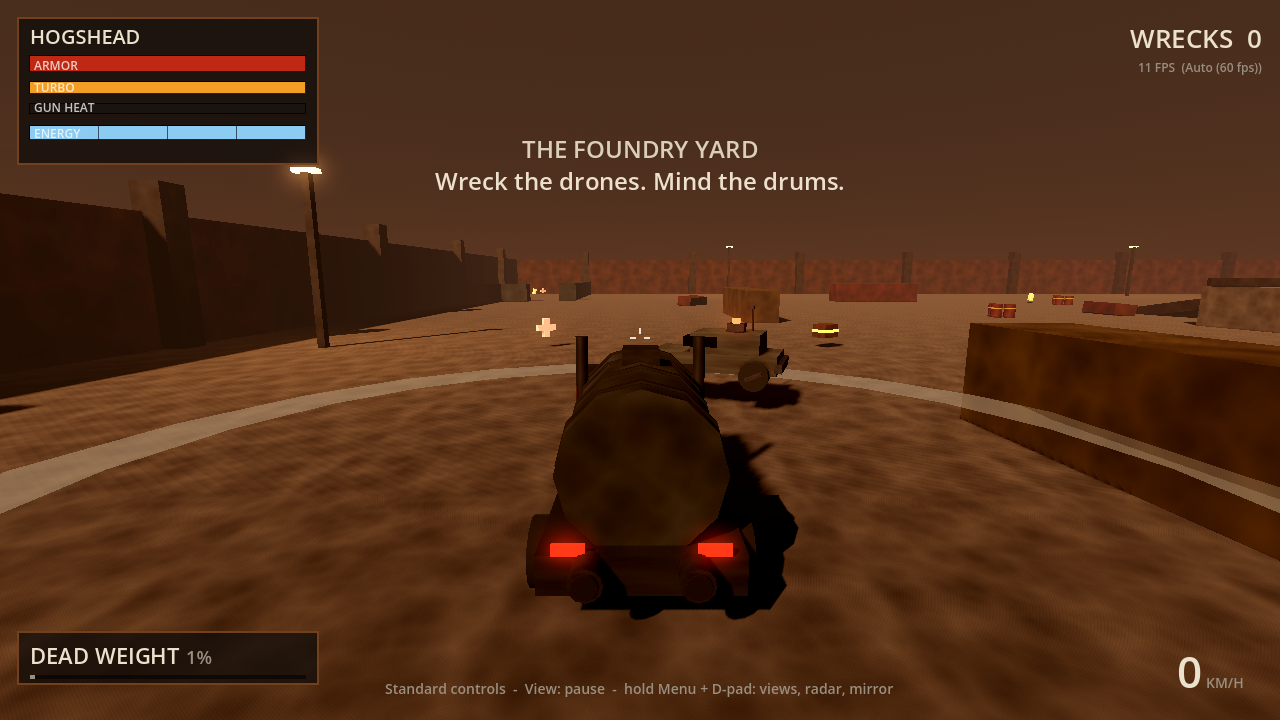 HOGSHEAD
ARMOR
TURBO
GUN HEAT
ENERGY
WRECKS 0
11 FPS (Auto (60 fps))
THE FOUNDRY YARD
Wreck the drones. Mind the drums.
DEAD WEIGHT 1%
Standard controls - View: pause - hold Menu + D-pad: views, radar, mirror
0 KM/H